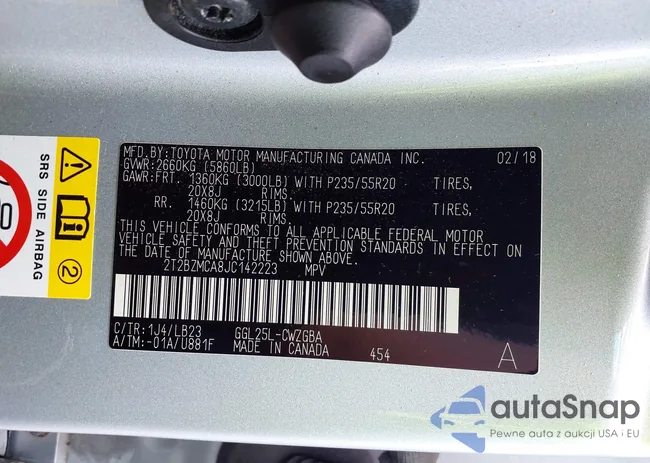 MFD.BY:TOYOTA MOTOR MANUFACTURING CANADA INC. 02/18
GVWR:2660KG (5860LB)
GAWR:FRT. 1360KG (3000LB) WITH P235/55R20 TIRES,
20X8J RIMS.
RR. 1460KG (3215LB) WITH P235/55R20 TIRES,
20X8J RIMS.
THIS VEHICLE CONFORMS TO ALL APPLICABLE FEDERAL MOTOR
VEHICLE SAFETY AND THEFT PREVENTION STANDARDS IN EFFECT ON
THE DATE OF MANUFACTURE SHOWN ABOVE.
2T2BZMCA8JC142223 MPV
C/TR:1J4/LB23 GGL25L-CWZGBA
A/TM:-01A/U881F MADE IN CANADA 454
A
SRS SIDE AIRBAG
2
autaSnap
Pewne auta z aukcji USA i EU